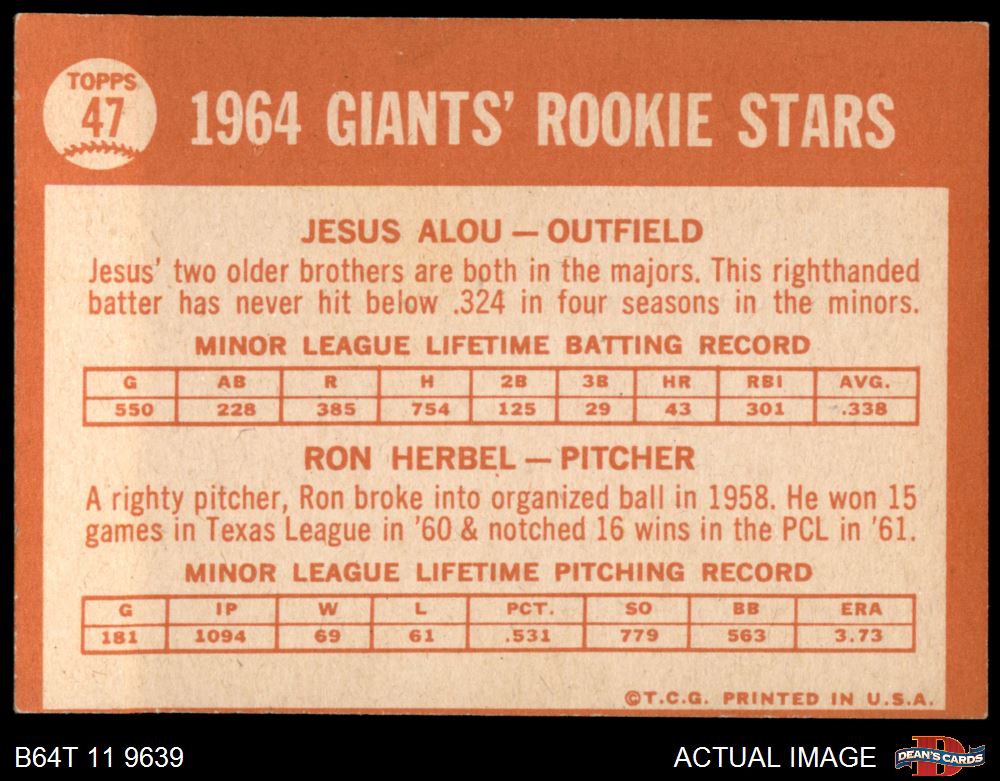 TOPPS
47
1964 GIANTS' ROOKIE STARS
JESUS ALOU — OUTFIELD
Jesus' two older brothers are both in the majors. This righthanded
batter has never hit below .324 in four seasons in the minors.
MINOR LEAGUE LIFETIME BATTING RECORD
G AB R H 2B 3B HR RBI AVG.
550 228 385 754 125 29 43 301 .338
RON HERBEL — PITCHER
A righty pitcher, Ron broke into organized ball in 1958. He won 15
games in Texas League in '60 & notched 16 wins in the PCL in '61.
MINOR LEAGUE LIFETIME PITCHING RECORD
G IP W L PCT. SO BB ERA
181 1094 69 61 .531 779 563 3.73
©T.C.G. PRINTED IN U.S.A.
B64T 11 9639
ACTUAL IMAGE
D
DEAN'S CARDS